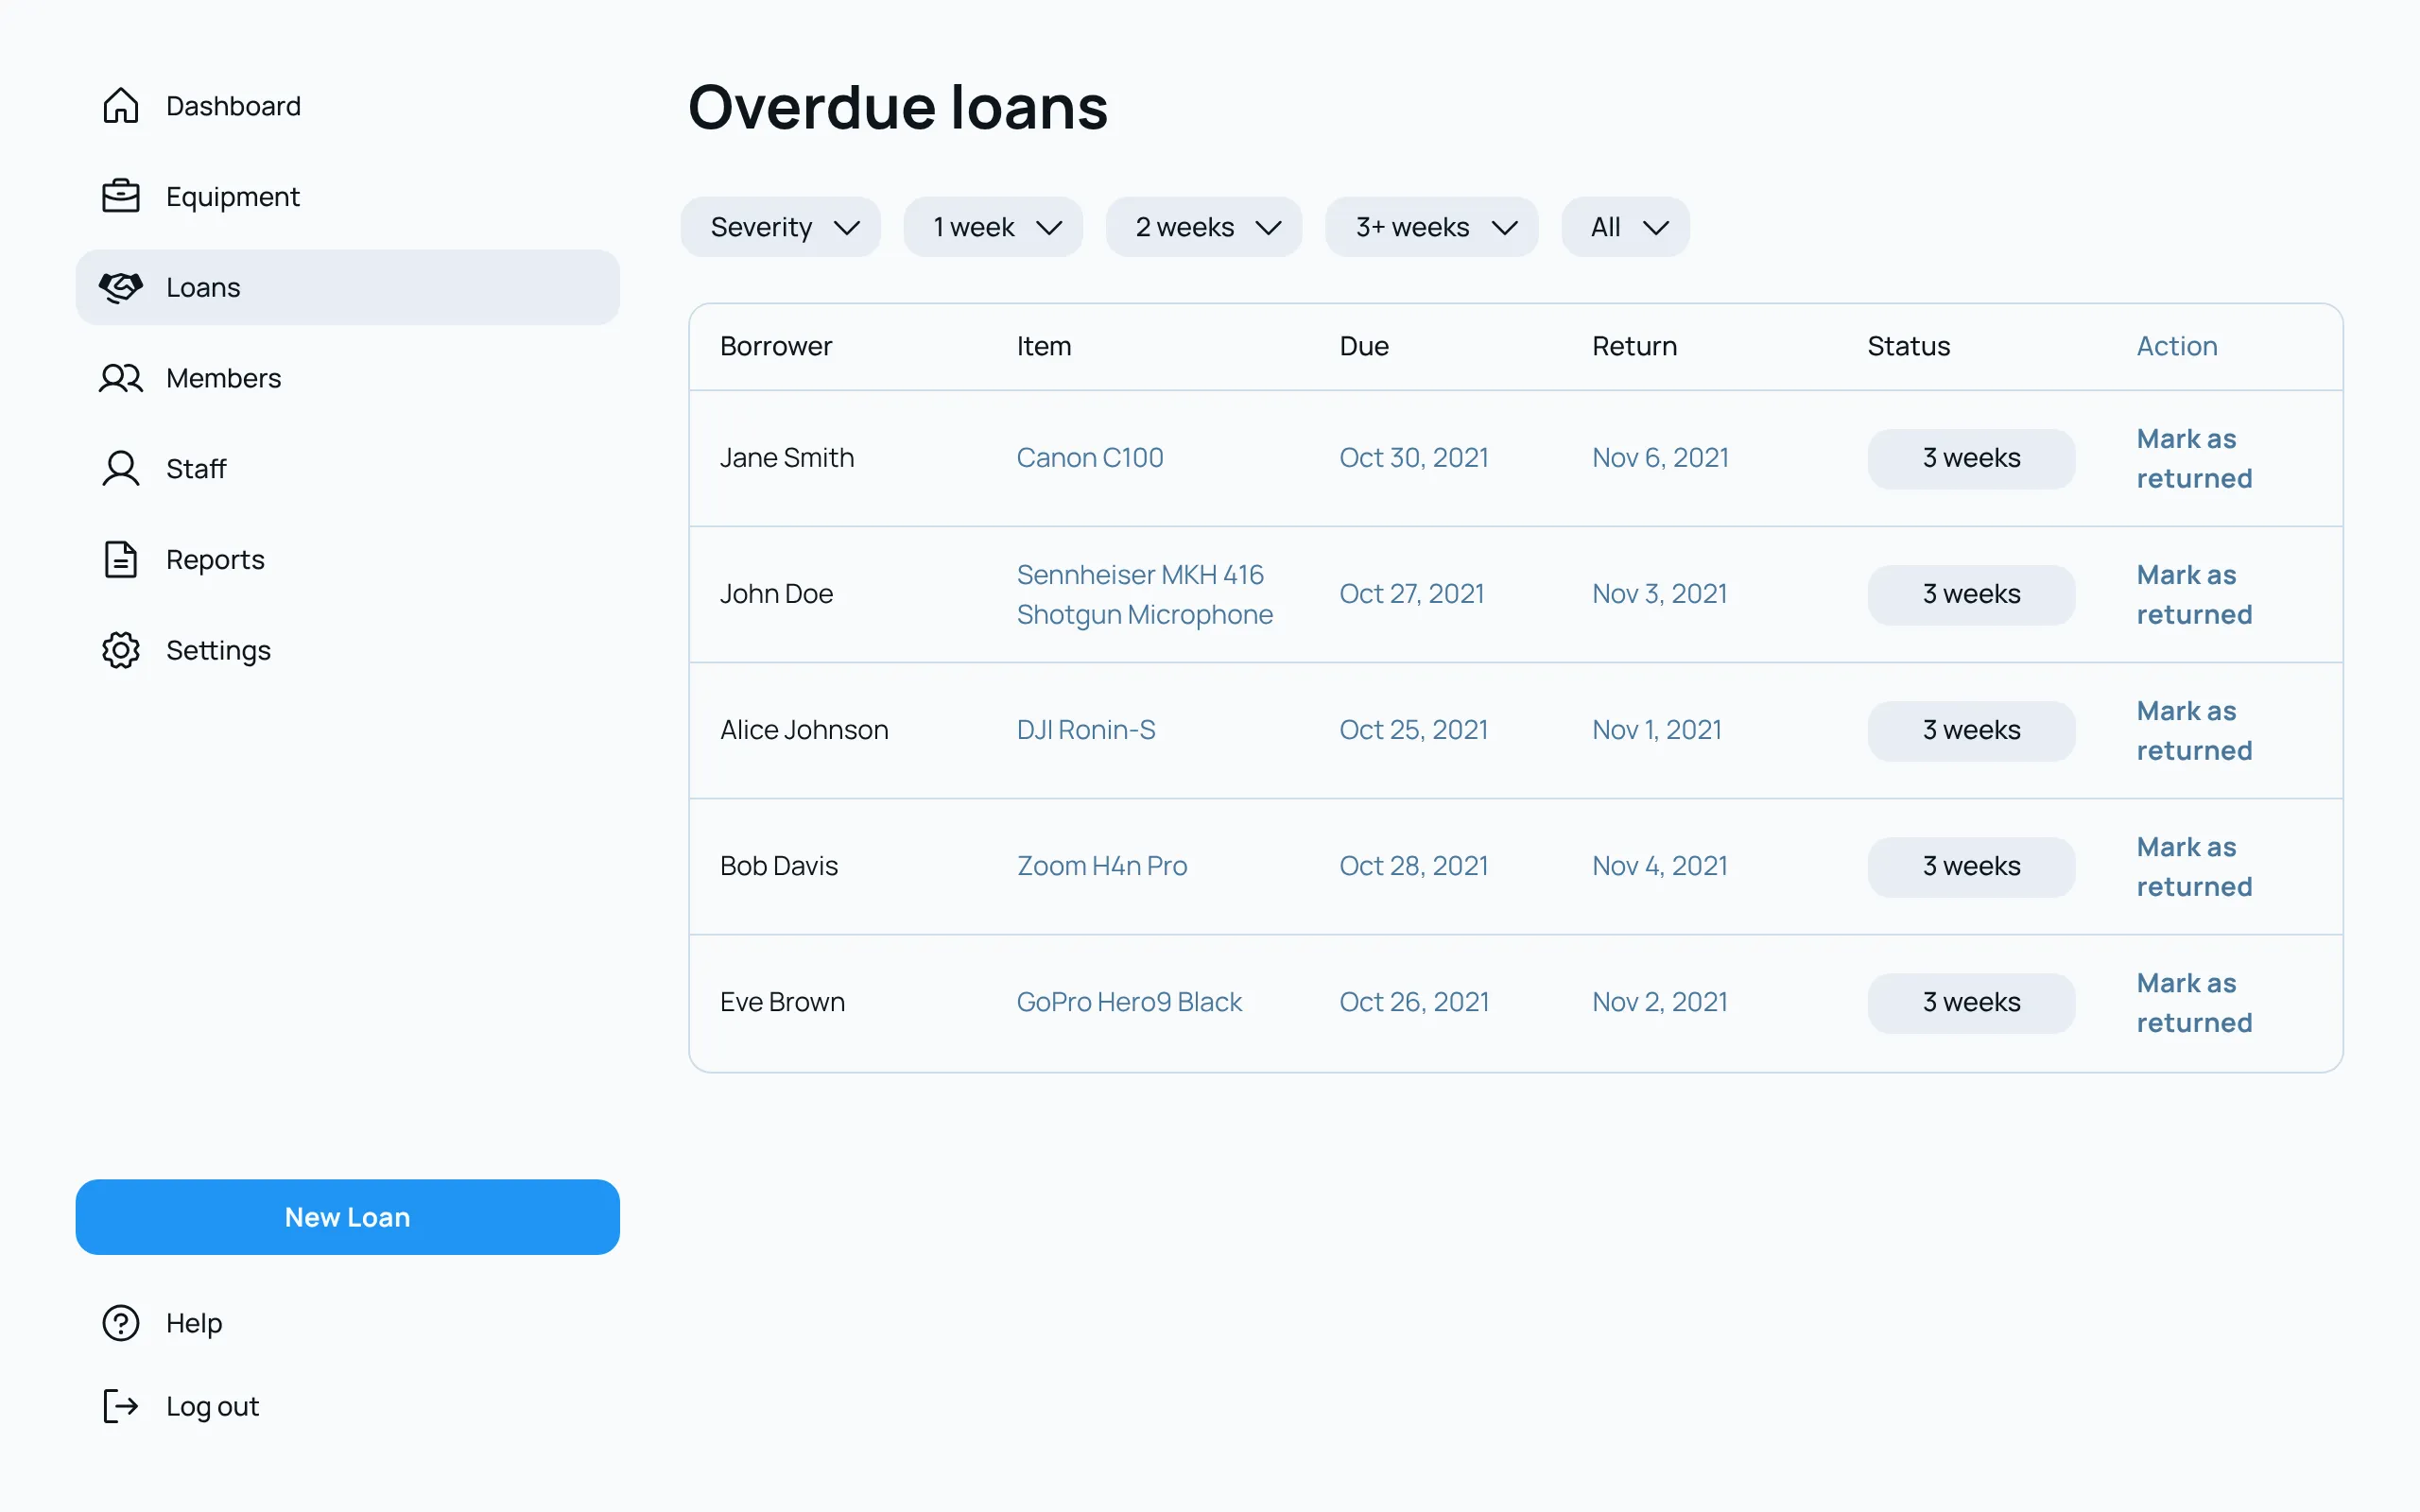 Dashboard
Equipment
Loans
Members
Staff
Reports
Settings
New Loan
Help
Log out
Overdue loans
Severity 1 week 2 weeks 3+ weeks All
Borrower Item Due Return Status Action
Jane Smith Canon C100 Oct 30, 2021 Nov 6, 2021 3 weeks Mark as
returned
John Doe Sennheiser MKH 416
Shotgun Microphone Oct 27, 2021 Nov 3, 2021 3 weeks Mark as
returned
Alice Johnson DJI Ronin-S Oct 25, 2021 Nov 1, 2021 3 weeks Mark as
returned
Bob Davis Zoom H4n Pro Oct 28, 2021 Nov 4, 2021 3 weeks Mark as
returned
Eve Brown GoPro Hero9 Black Oct 26, 2021 Nov 2, 2021 3 weeks Mark as
returned